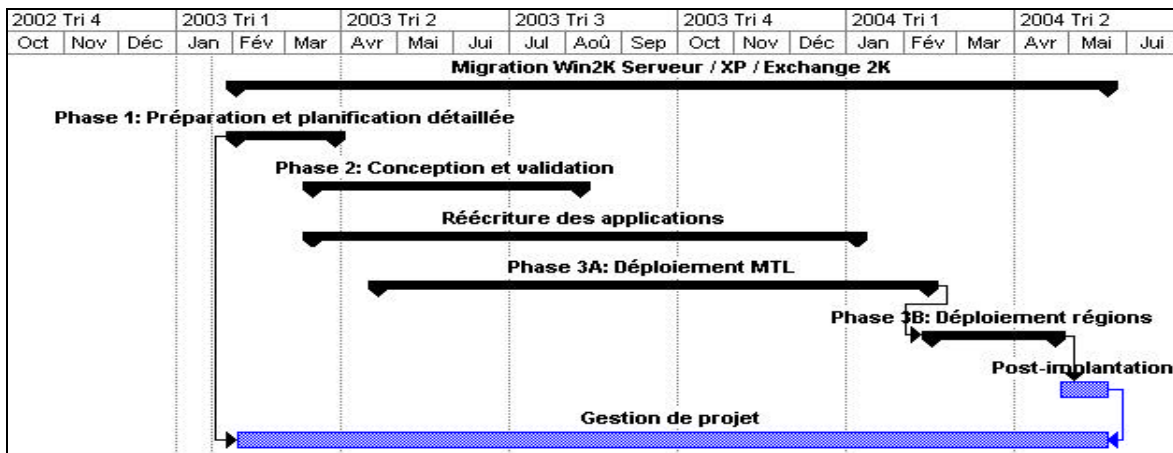 2002 Tri 4 2003 Tri 1 2003 Tri 2 2003 Tri 3 2003 Tri 4 2004 Tri 1 2004 Tri 2
Oct Nov Déc Jan Fév Mar Avr Mai Jui Jul Aoû Sep Oct Nov Déc Jan Fév Mar Avr Mai Jui
Migration Win2K Serveur / XP / Exchange 2K
Phase 1: Préparation et planification détaillée
Phase 2: Conception et validation
Réécriture des applications
Phase 3A: Déploiement MTL
Phase 3B: Déploiement régions
Post-implantation
Gestion de projet